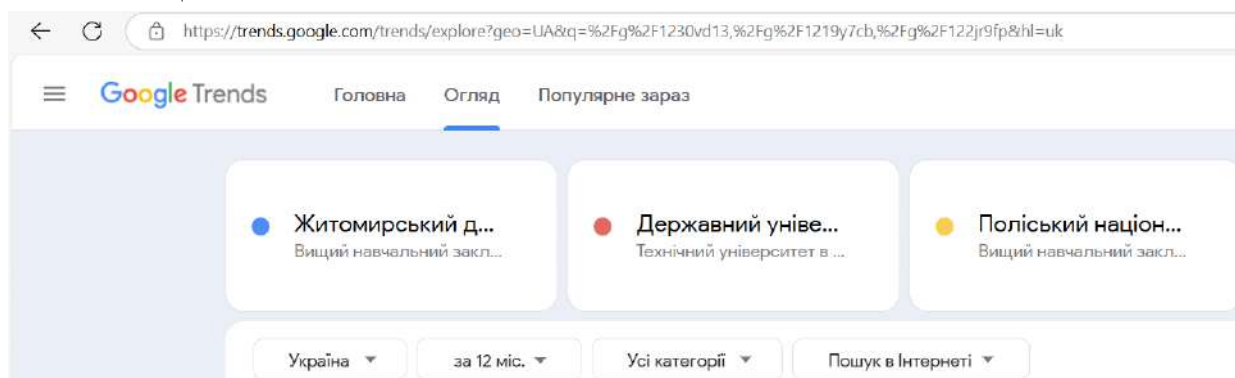 https://trends.google.com/trends/explore?geo=UA&q=%2Fg%2F1230vd13,%2Fg%2F1219y7cb,%2Fg%2F122jr9fp&hl=uk
Google Trends Головна Огляд Популярне зараз
Житомирський д... Державний уніве... Поліський націон...
Вищий навчальний закл... Технічний університет в ... Вищий навчальний закл...
Україна за 12 міс. Усі категорії Пошук в Інтернеті